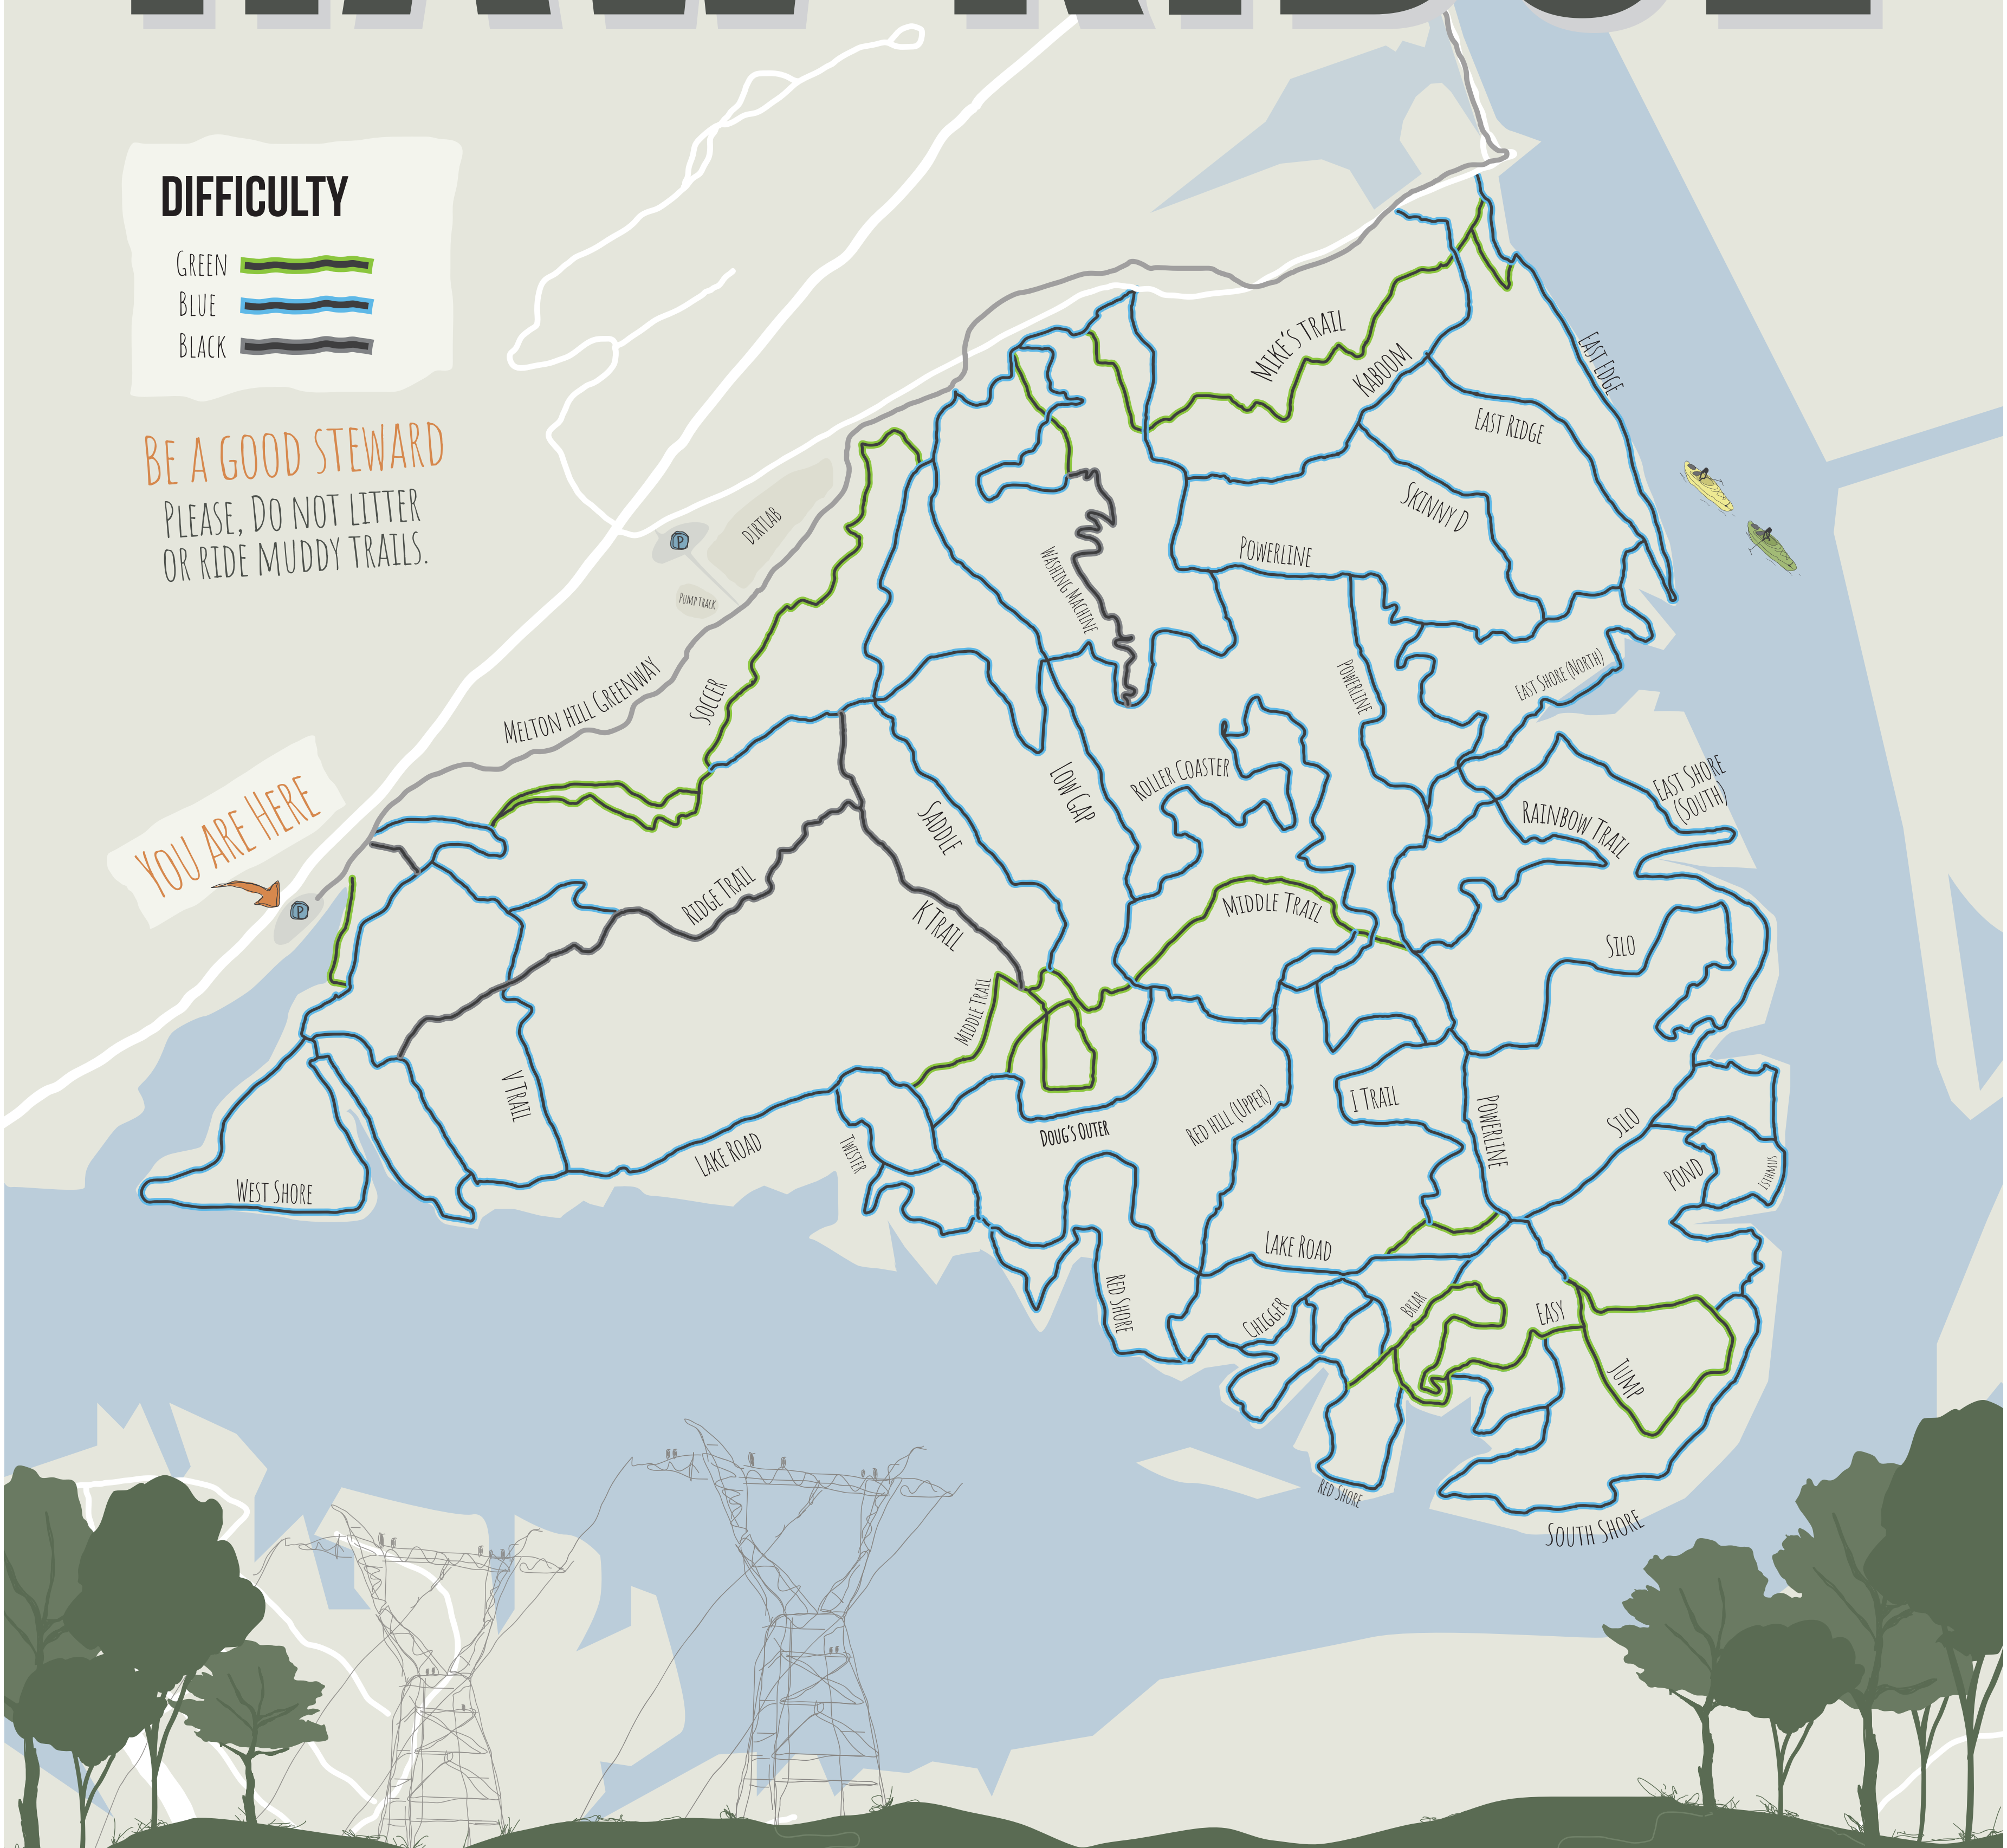 DIFFICULTY
GREEN
BLUE
BLACK
BE A GOOD STEWARD
PLEASE, DO NOT LITTER
OR RIDE MUDDY TRAILS.
YOU ARE HERE
P
P
DIRTLAB
PUMP TRACK
MELTON HILL GREENWAY
SOCCER
MIKE'S TRAIL
KABOOM
EAST EDGE
EAST RIDGE
SKINNY D
POWERLINE
WASHING MACHINE
POWERLINE
EAST SHORE (NORTH)
LOW GAP
ROLLER COASTER
EAST SHORE
(SOUTH)
RAINBOW TRAIL
SADDLE
RIDGE TRAIL
K TRAIL
MIDDLE TRAIL
SILO
MIDDLE TRAIL
V TRAIL
I TRAIL
RED HILL (UPPER)
POWERLINE
SILO
DOUG'S OUTER
LAKE ROAD
TWISTER
POND
ISTHMUS
WEST SHORE
LAKE ROAD
RED SHORE
CHIGGER
BRIAR
EASY
JUMP
RED SHORE
SOUTH SHORE